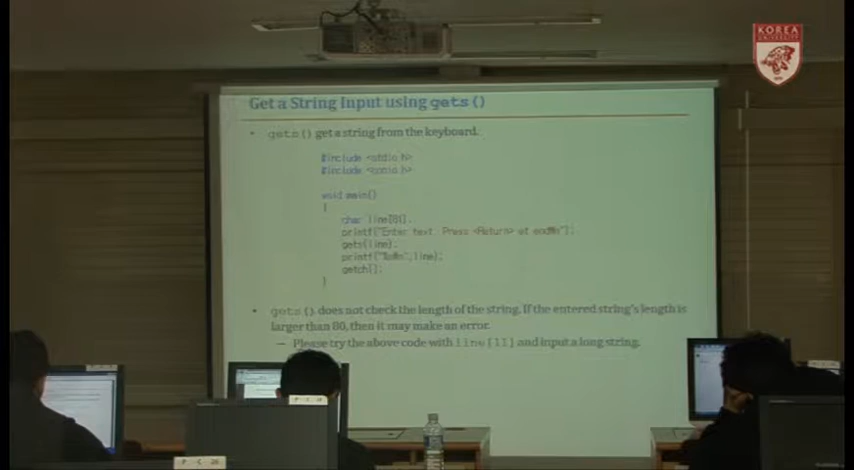 KOREA
UNIVERSITY
Get a String Input using gets()
• gets() get a string from the keyboard.
#include <stdio.h>
#include <conio.h>
void main()
{
char line[80];
printf("Enter text. Press <Return> at end₩n");
gets(line);
printf("%s₩n",line);
getch();
}
• gets() does not check the length of the string. If the entered string's length is
larger than 80, then it may make an error.
– Please try the above code with line[11] and input a long string.
P C